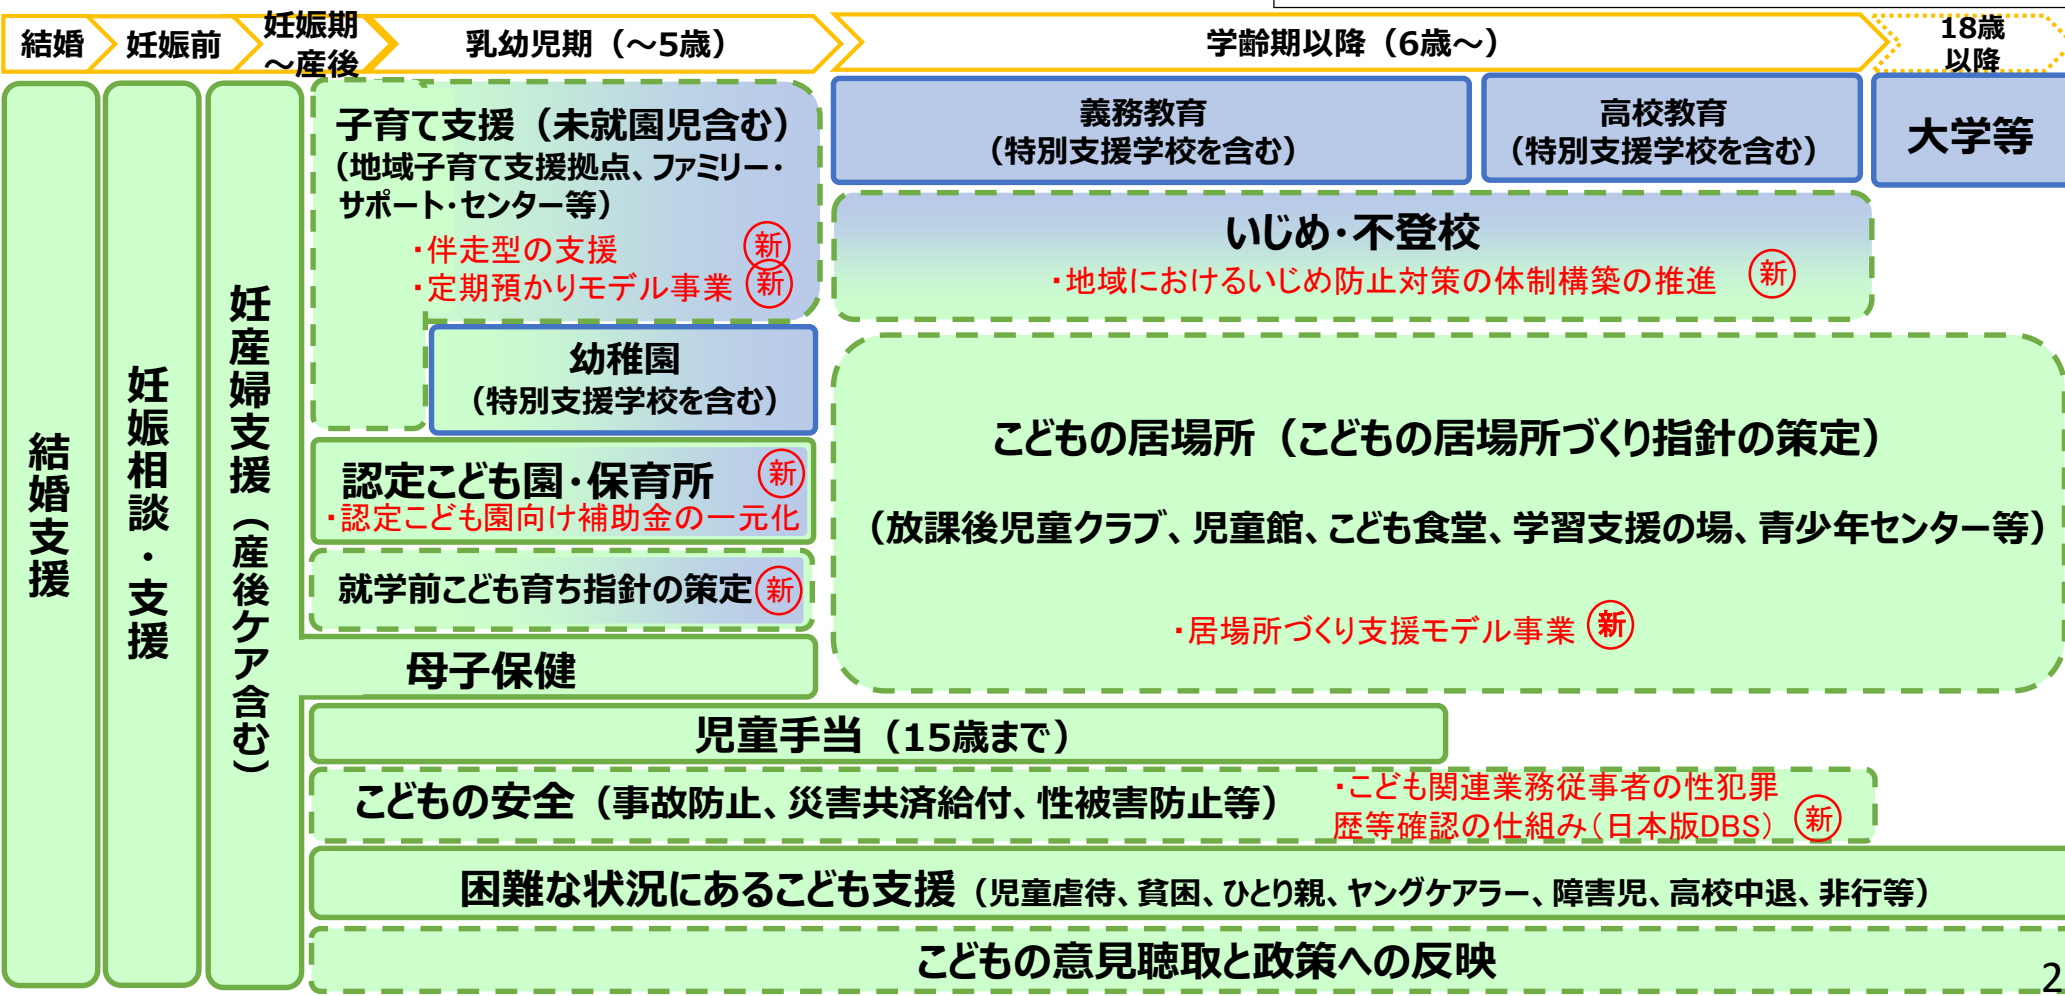 結婚
妊娠前
妊娠期
～産後
乳幼児期（～5歳）
学齢期以降（6歳～）
18歳
以降
結婚支援
妊娠相談・支援
妊産婦支援（産後ケア含む）
子育て支援（未就園児含む）
（地域子育て支援拠点、ファミリー・
サポート・センター等）
・伴走型の支援 新
・定期預かりモデル事業 新
幼稚園
（特別支援学校を含む）
認定こども園・保育所 新
・認定こども園向け補助金の一元化
就学前こども育ち指針の策定 新
母子保健
義務教育
（特別支援学校を含む）
高校教育
（特別支援学校を含む）
大学等
いじめ・不登校
・地域におけるいじめ防止対策の体制構築の推進 新
こどもの居場所（こどもの居場所づくり指針の策定）
（放課後児童クラブ、児童館、こども食堂、学習支援の場、青少年センター等）
・居場所づくり支援モデル事業 新
児童手当（15歳まで）
こどもの安全（事故防止、災害共済給付、性被害防止等）
・こども関連業務従事者の性犯罪
歴等確認の仕組み（日本版DBS） 新
困難な状況にあるこども支援（児童虐待、貧困、ひとり親、ヤングケアラー、障害児、高校中退、非行等）
こどもの意見聴取と政策への反映
2